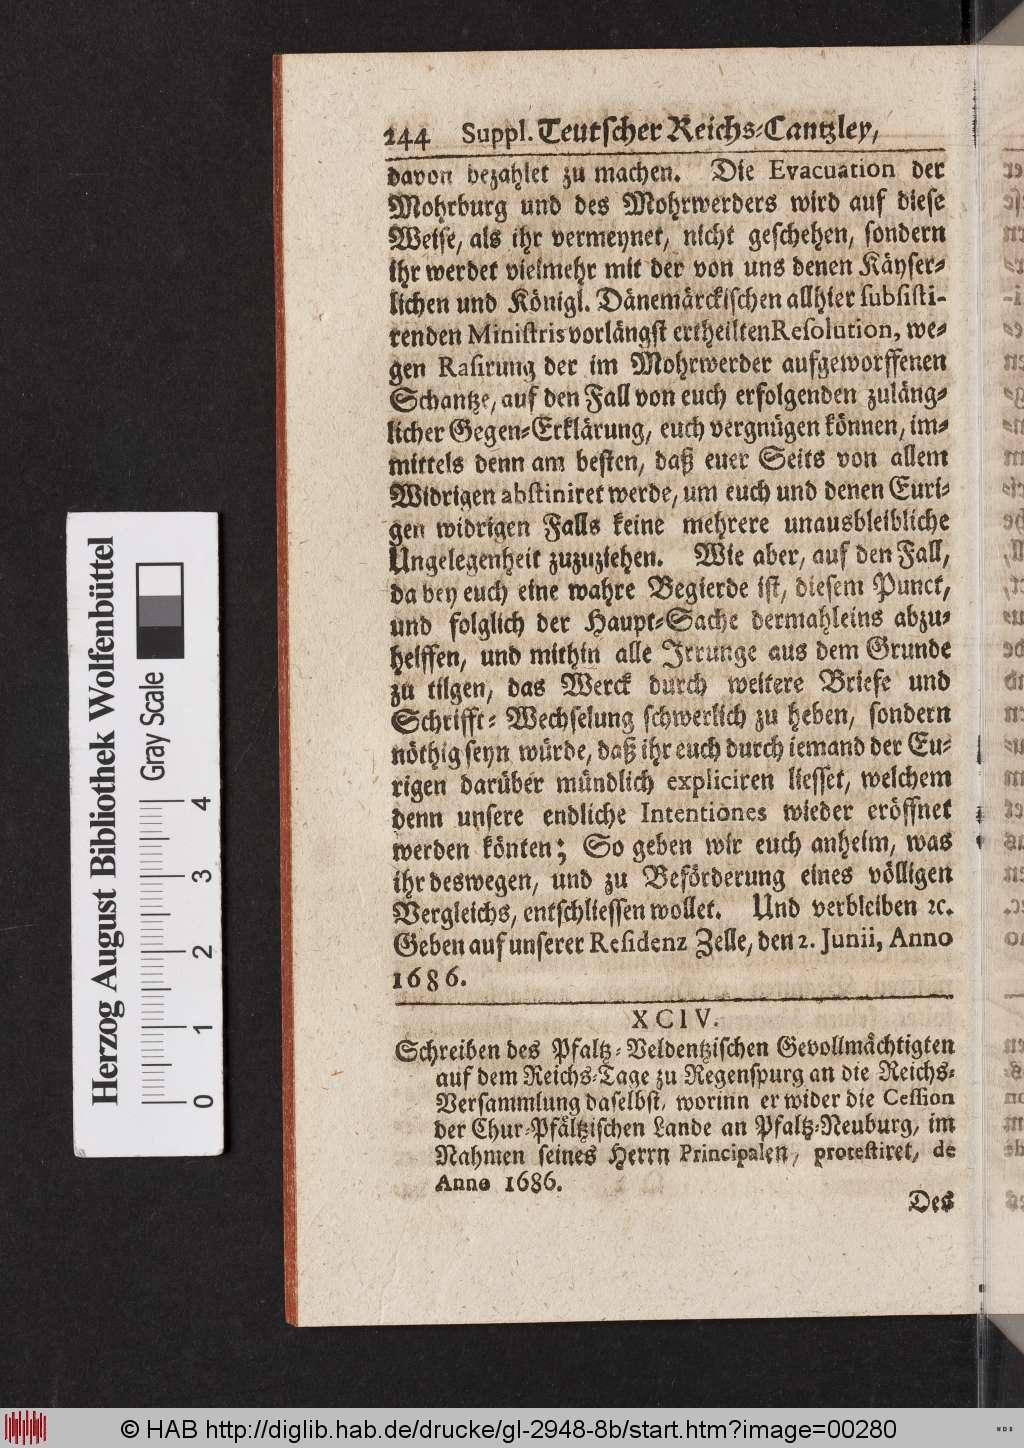 244 Suppl. Teutscher Reichs-Cantzley,
davon bezahlet zu machen. Die Evacuation der
Mohrburg und des Mohrwerders wird auf diese
Weise, als ihr vermeynet, nicht geschehen, sondern
ihr werdet vielmehr mit der von uns denen Käyser-
lichen und Königl. Dänemärckischen allhier subsisti-
renden Ministris vorlängst ertheilten Resolution, we-
gen Rasirung der im Mohrwerder aufgeworffenen
Schantze, auf den Fall von euch erfolgenden zuläng-
licher Gegen-Erklärung, euch vergnügen können, im-
mittels denn am besten, daß euer Seits von allem
Widrigen abstiniret werde, um euch und denen Euri-
gen widrigen Falls keine mehrere unausbleibliche
Ungelegenheit zuzuziehen. Wie aber, auf den Fall,
da bey euch eine wahre Begierde ist, diesem Punct,
und folglich der Haupt-Sache dermahleins abzu-
helffen, und mithin alle Irrunge aus dem Grunde
zu tilgen, das Werck durch weitere Briefe und
Schrifft-Wechselung schwerlich zu heben, sondern
nöthig seyn würde, daß ihr euch durch iemand der Eu-
rigen darüber mündlich expliciren liesset, welchem
denn unsere endliche Intentiones wieder eröffnet
werden könten; So geben wir euch anheim, was
ihr deswegen, und zu Beförderung eines völligen
Vergleichs, entschliessen wollet. Und verbleiben ꝛc.
Geben auf unserer Residenz Zelle, den 2. Junii, Anno
1686.
XCIV.
Schreiben des Pfaltz-Veldentzischen Gevollmächtigten
auf dem Reichs-Tage zu Regenspurg an die Reichs-
Versammlung daselbst, worinn er wider die Cession
der Chur-Pfältzischen Lande an Pfaltz-Neuburg, im
Nahmen seines Herrn Principalen, protestiret, de
Anno 1686.
Des
Herzog August Bibliothek Wolfenbüttel
Gray Scale
0 1 2 3 4
© HAB http://diglib.hab.de/drucke/gl-2948-8b/start.htm?image=00280